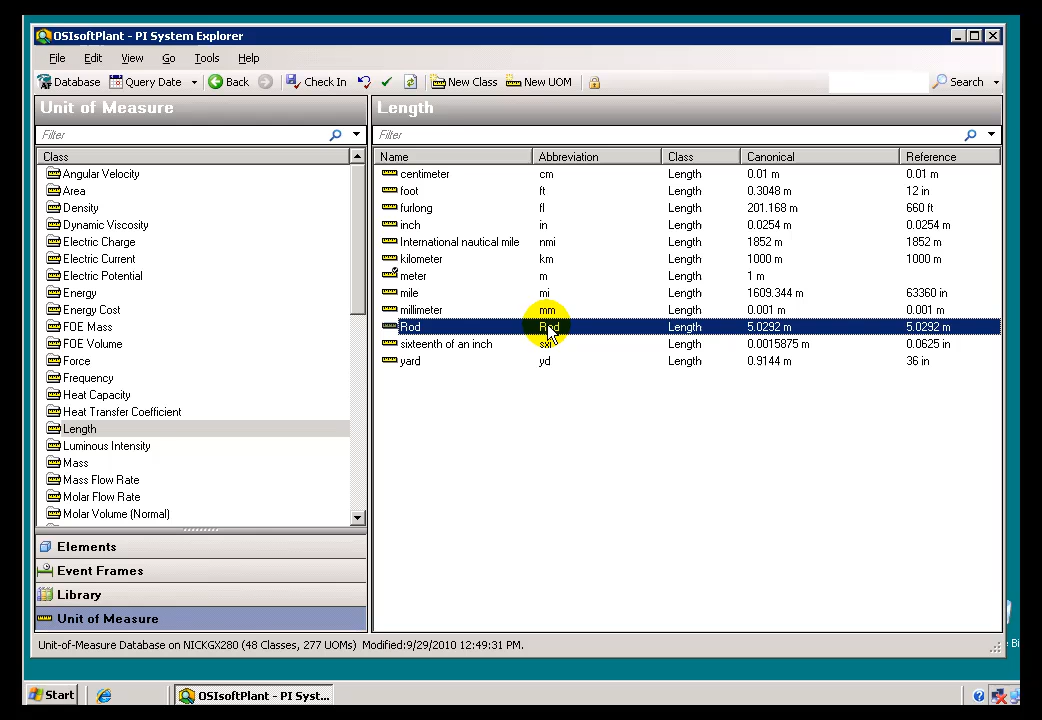 OSIsoftPlant - PI System Explorer
File Edit View Go Tools Help
Database Query Date Back Check In New Class New UOM Search
Unit of Measure
Length
Filter
Filter
Class
Angular Velocity
Area
Density
Dynamic Viscosity
Electric Charge
Electric Current
Electric Potential
Energy
Energy Cost
FOE Mass
FOE Volume
Force
Frequency
Heat Capacity
Heat Transfer Coefficient
Length
Luminous Intensity
Mass
Mass Flow Rate
Molar Flow Rate
Molar Volume (Normal)
Name Abbreviation Class Canonical Reference
centimeter cm Length 0.01 m 0.01 m
foot ft Length 0.3048 m 12 in
furlong fl Length 201.168 m 660 ft
inch in Length 0.0254 m 0.0254 m
International nautical mile nmi Length 1852 m 1852 m
kilometer km Length 1000 m 1000 m
meter m Length 1 m
mile mi Length 1609.344 m 63360 in
millimeter mm Length 0.001 m 0.001 m
Rod Rod Length 5.0292 m 5.0292 m
sixteenth of an inch sxi Length 0.0015875 m 0.0625 in
yard yd Length 0.9144 m 36 in
Elements
Event Frames
Library
Unit of Measure
Unit-of-Measure Database on NICKGX280 (48 Classes, 277 UOMs) Modified:9/29/2010 12:49:31 PM.
Start OSIsoftPlant - PI Syst...